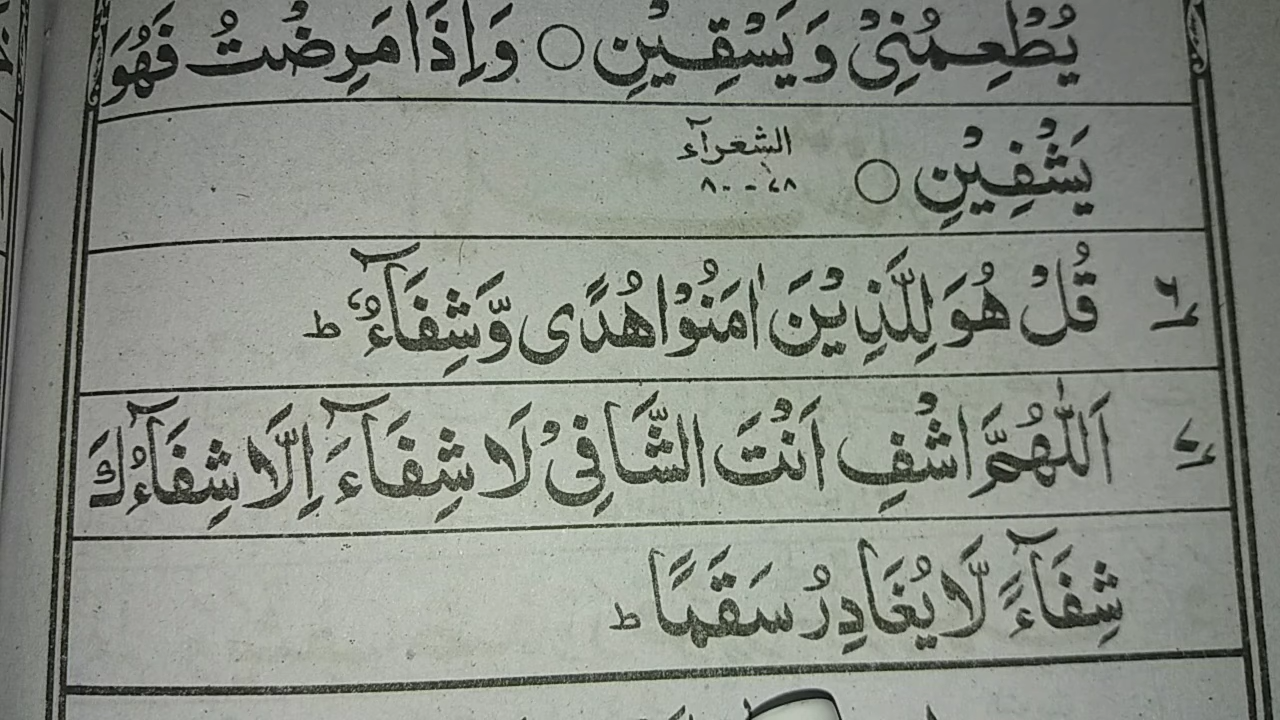 يُطْعِمُنِيْ وَيَسْقِيْنِ ○ وَاِذَا مَرِضْتُ فَهُوَ
يَشْفِيْنِ ○ الشعرآء
٧٨ - ٨٠
٦ قُلْ هُوَ لِلَّذِيْنَ اٰمَنُوْا هُدًى وَّشِفَآءٌ ؕ
٧ اَللّٰهُمَّ اشْفِ اَنْتَ الشَّافِيْ لَا شِفَآءَ اِلَّا شِفَآءُكَ
شِفَآءً لَّا يُغَادِرُ سَقَمًا ؕ